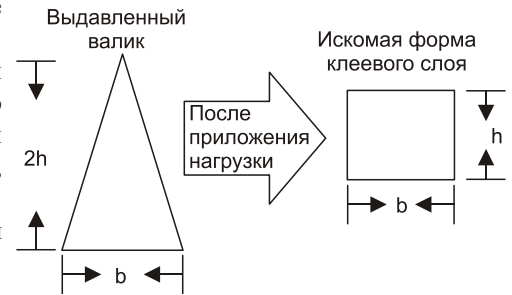 Выдавленный
валик
2h
b
После
приложения
нагрузки
Искомая форма
клеевого слоя
h
b